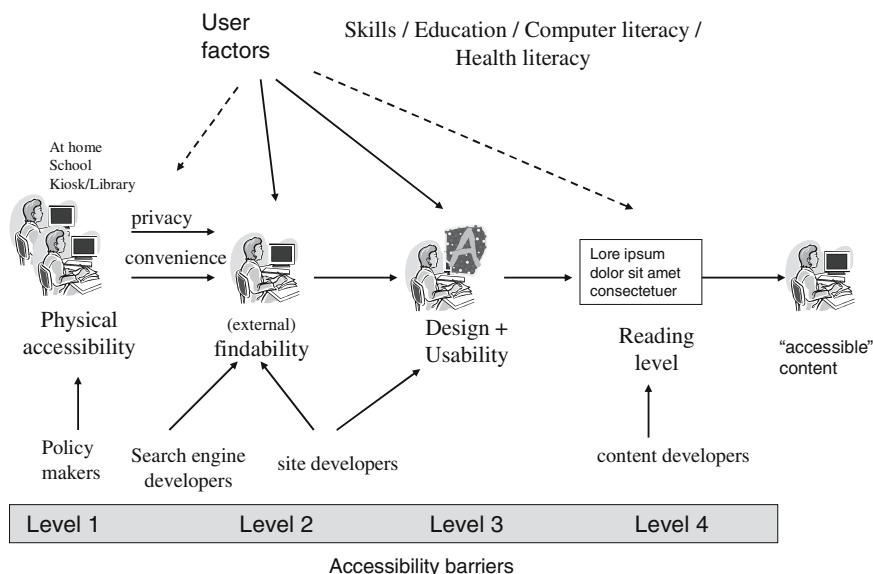 User
factors
Skills / Education / Computer literacy /
Health literacy
At home
School
Kiosk/Library
privacy
convenience
A
Lore ipsum
dolor sit amet
consectetuer
Physical
accessibility
(external)
findability
Design +
Usability
Reading
level
“accessible”
content
Policy
makers
Search engine
developers
site developers
content developers
Level 1
Level 2
Level 3
Level 4
Accessibility barriers